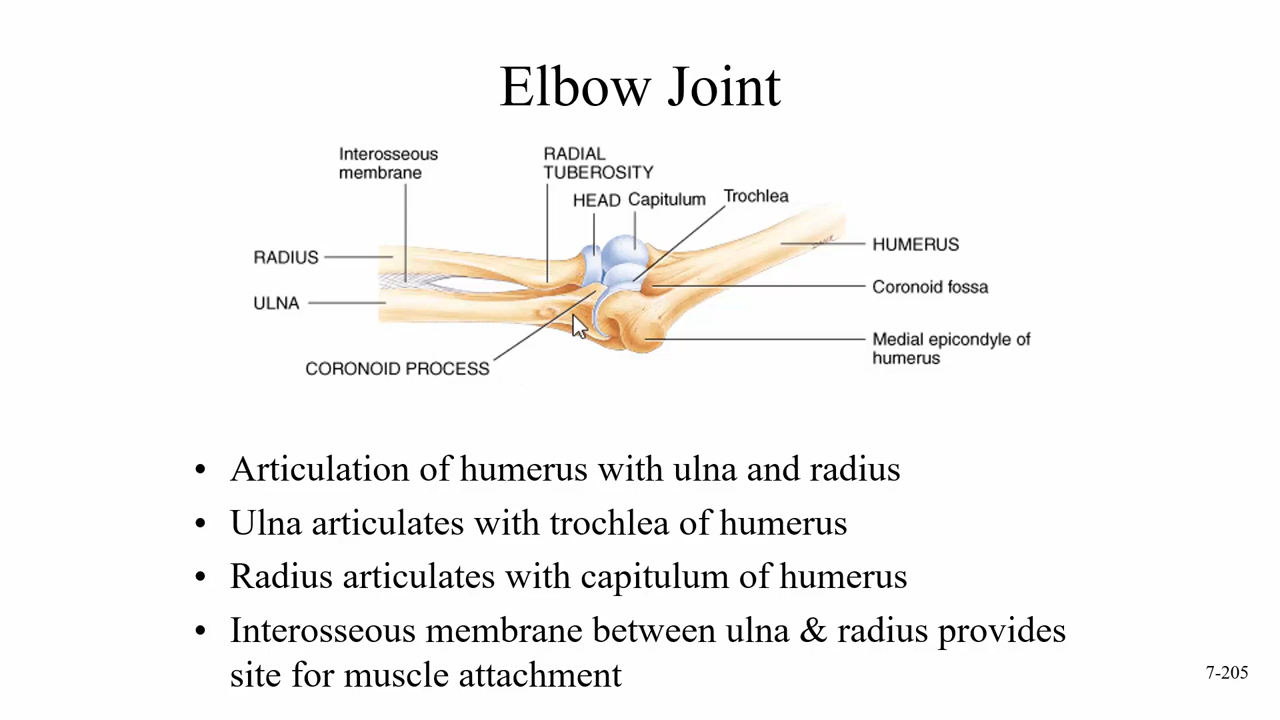 Elbow Joint
Interosseous
membrane
RADIAL
TUBEROSITY
HEAD
Capitulum
Trochlea
RADIUS
HUMERUS
ULNA
Coronoid fossa
CORONOID PROCESS
Medial epicondyle of
humerus
• Articulation of humerus with ulna and radius
• Ulna articulates with trochlea of humerus
• Radius articulates with capitulum of humerus
• Interosseous membrane between ulna & radius provides
site for muscle attachment
7-205